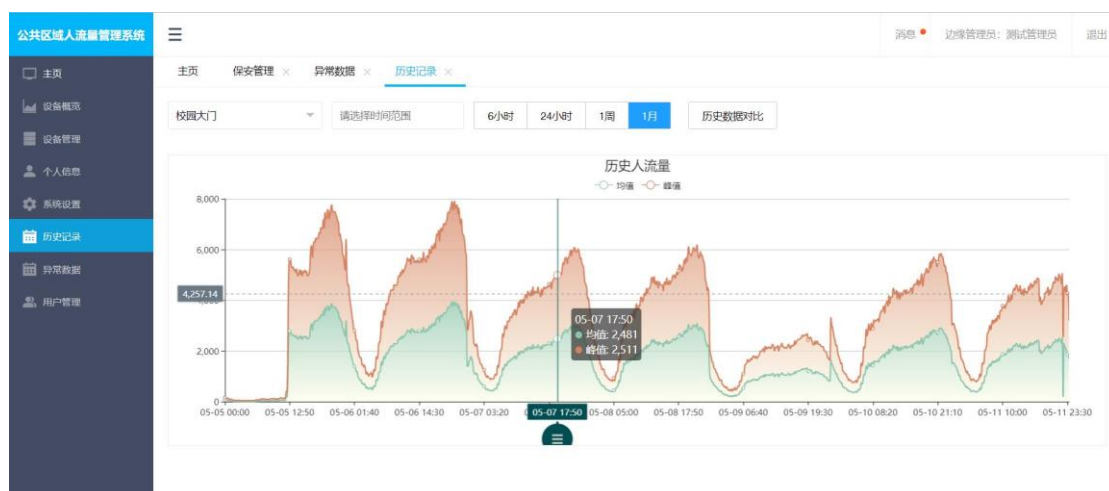 公共区域人流量管理系统
消息 边缘管理员：测试管理员 退出
主页 保安管理 × 异常数据 × 历史记录 ×
主页
设备概览
设备管理
个人信息
系统设置
历史记录
异常数据
用户管理
校园大门 请选择时间范围 6小时 24小时 1周 1月 历史数据对比
历史人流量
均值 峰值
8,000
6,000
4,257.14
2,000
0
05-07 17:50
均值: 2,481
峰值: 2,511
05-05 00:00 05-05 12:50 05-06 01:40 05-06 14:30 05-07 03:20 05-07 17:50 05-08 05:00 05-08 17:50 05-09 06:40 05-09 19:30 05-10 08:20 05-10 21:10 05-11 10:00 05-11 23:30